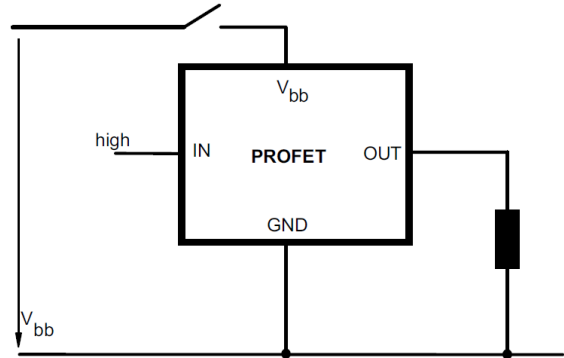 Vbb
high
IN
PROFET
OUT
GND
Vbb